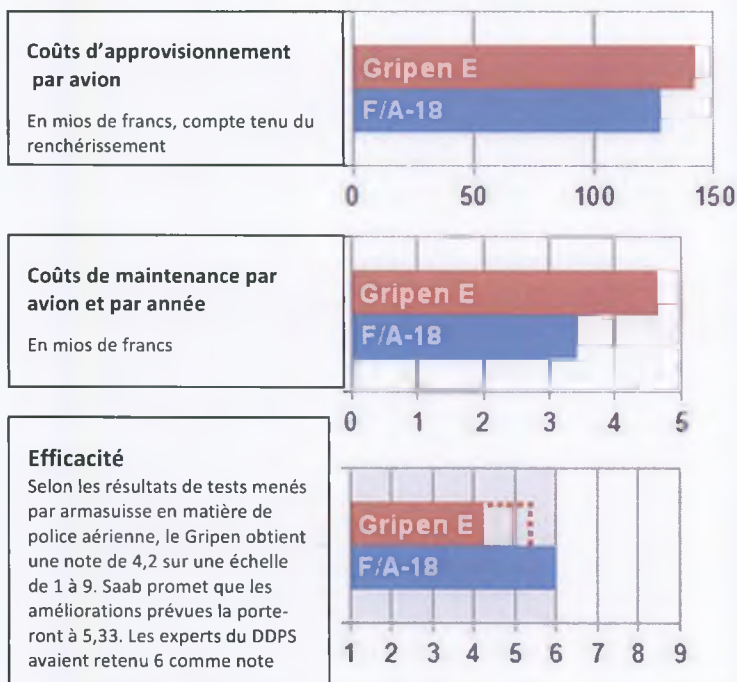 Coûts d’approvisionnement
par avion
En mios de francs, compte tenu du
renchérissement
Gripen E
F/A-18
0 50 100 150
Coûts de maintenance par
avion et par année
En mios de francs
Gripen E
F/A-18
0 1 2 3 4 5
Efficacité
Selon les résultats de tests menés
par armasuisse en matière de
police aérienne, le Gripen obtient
une note de 4,2 sur une échelle
de 1 à 9. Saab promet que les
améliorations prévues la porte-
ront à 5,33. Les experts du DDPS
avaient retenu 6 comme note
Gripen E
F/A-18
1 2 3 4 5 6 7 8 9